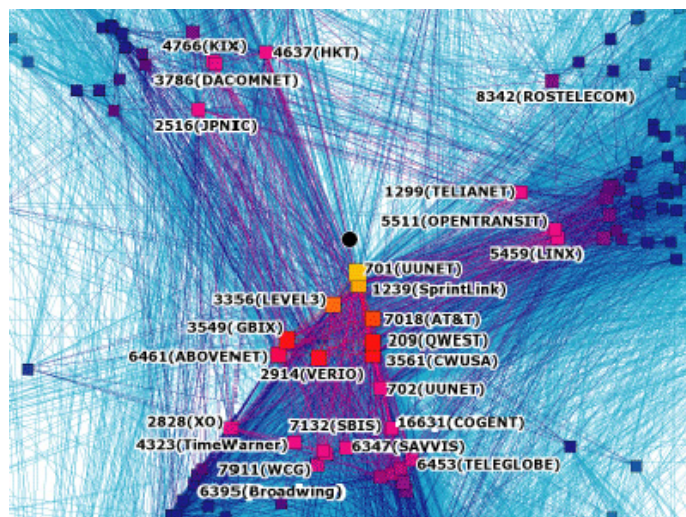 4766(KIX)
4637(HKT)
3786(DACOMNET)
8342(ROSTELECOM)
2516(JPNIC)
1299(TELIANET)
5511(OPENTRANSIT)
5459(LINX)
701(UUNET)
1239(SprintLink)
3356(LEVEL3)
7018(AT&T)
3549(GBIX)
209(QWEST)
6461(ABOVENET)
3561(CWUSA)
2914(VERIO)
702(UUNET)
2828(XO)
7132(SBIS)
16631(COGENT)
4323(TimeWarner)
6347(SAVVIS)
7911(WCG)
6453(TELEGLOBE)
6395(Broadwing)